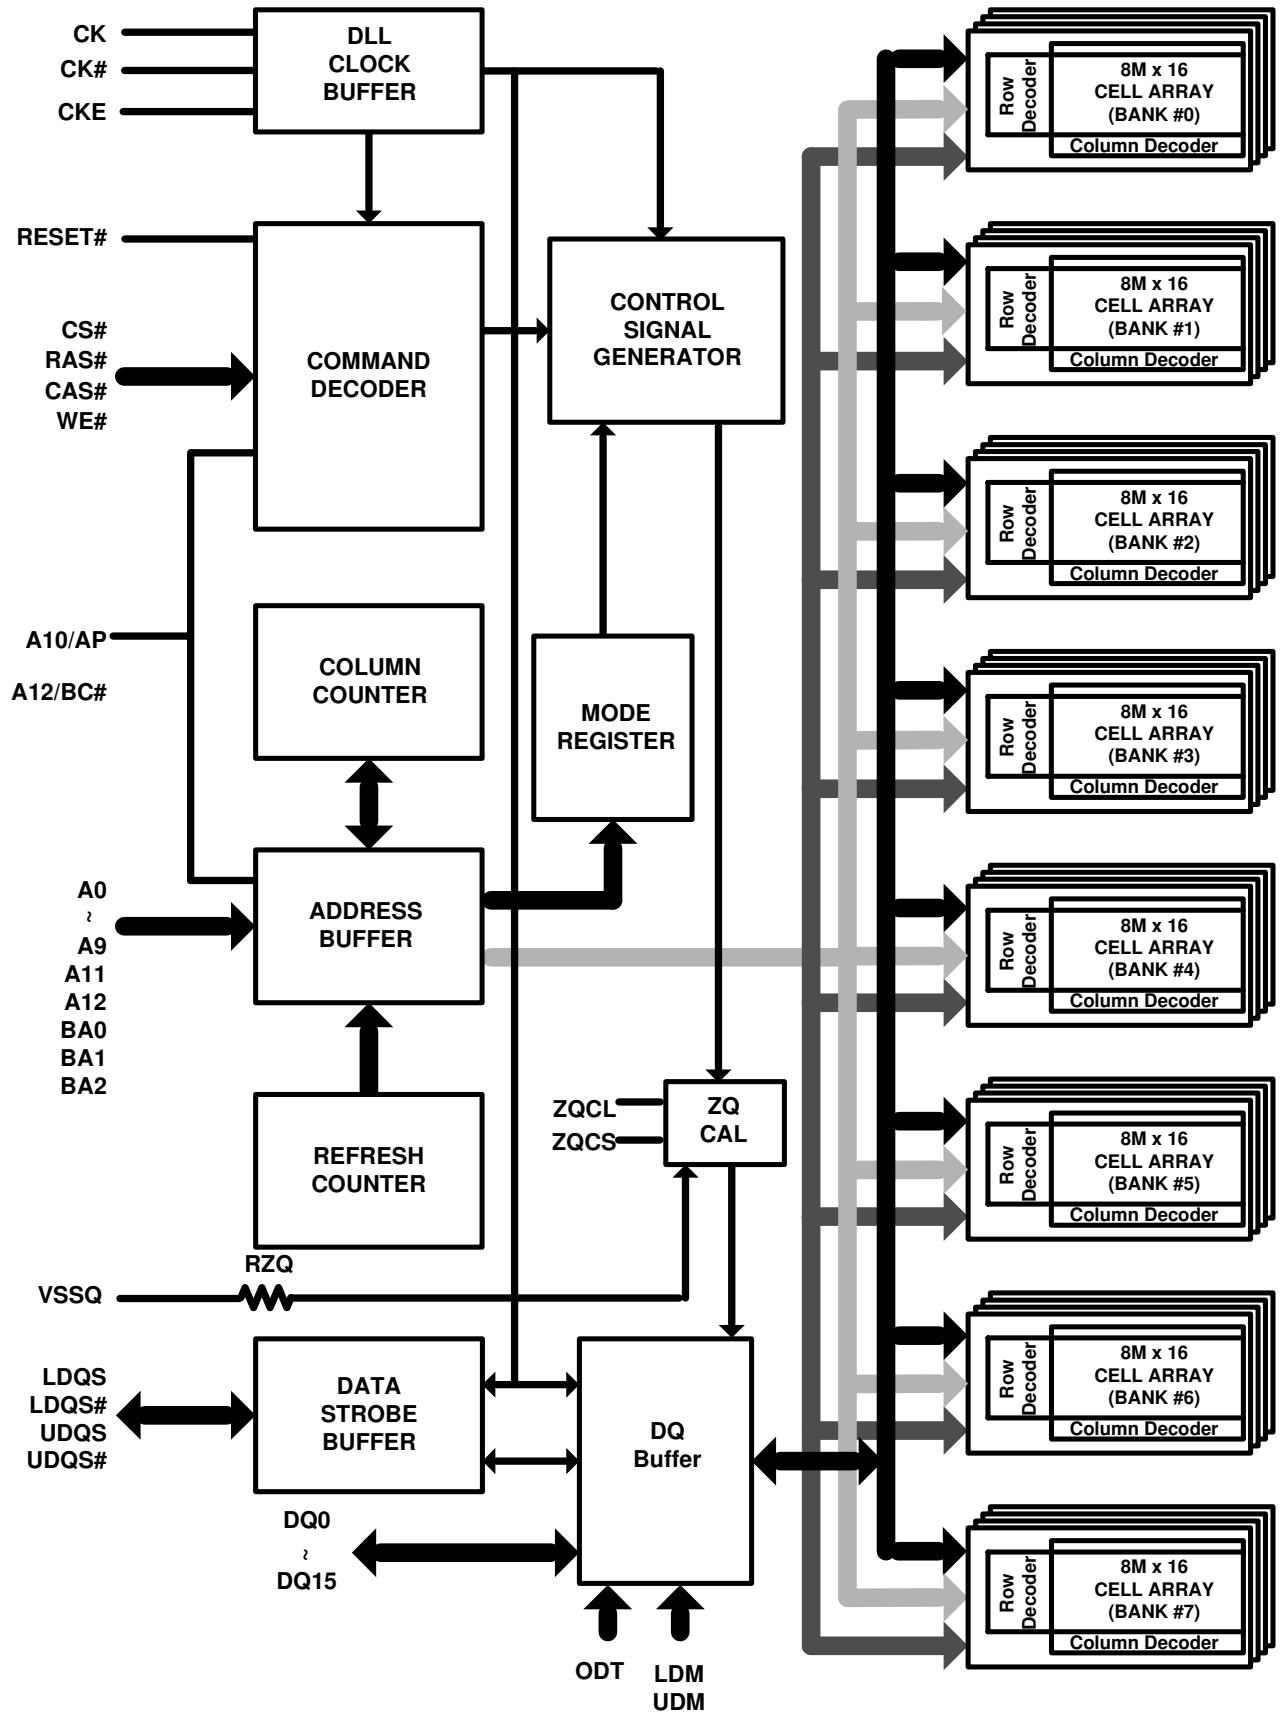 CK
CK#
CKE
DLL
CLOCK
BUFFER
RESET#
CS#
RAS#
CAS#
WE#
COMMAND
DECODER
CONTROL
SIGNAL
GENERATOR
A10/AP
A12/BC#
COLUMN
COUNTER
MODE
REGISTER
A0
~
A9
A11
A12
BA0
BA1
BA2
ADDRESS
BUFFER
REFRESH
COUNTER
ZQCL
ZQCS
ZQ
CAL
RZQ
VSSQ
LDQS
LDQS#
UDQS
UDQS#
DATA
STROBE
BUFFER
DQ
Buffer
DQ0
~
DQ15
ODT
LDM
UDM
Row
Decoder
8M x 16
CELL ARRAY
(BANK #0)
Column Decoder
Row
Decoder
8M x 16
CELL ARRAY
(BANK #1)
Column Decoder
Row
Decoder
8M x 16
CELL ARRAY
(BANK #2)
Column Decoder
Row
Decoder
8M x 16
CELL ARRAY
(BANK #3)
Column Decoder
Row
Decoder
8M x 16
CELL ARRAY
(BANK #4)
Column Decoder
Row
Decoder
8M x 16
CELL ARRAY
(BANK #5)
Column Decoder
Row
Decoder
8M x 16
CELL ARRAY
(BANK #6)
Column Decoder
Row
Decoder
8M x 16
CELL ARRAY
(BANK #7)
Column Decoder